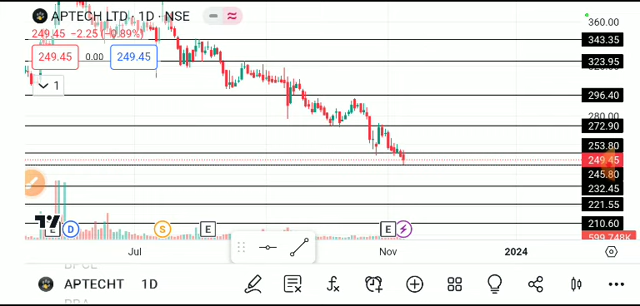 APTECH LTD · 1D · NSE
249.45 −2.25 (−0.89%)
249.45 0.00 249.45
1
360.00
343.35
323.95
296.40
280.00
272.90
253.80
249.45
245.80
232.45
221.55
210.60
599.748K
E D S E E
Jul Nov 2024
APTECHT 1D